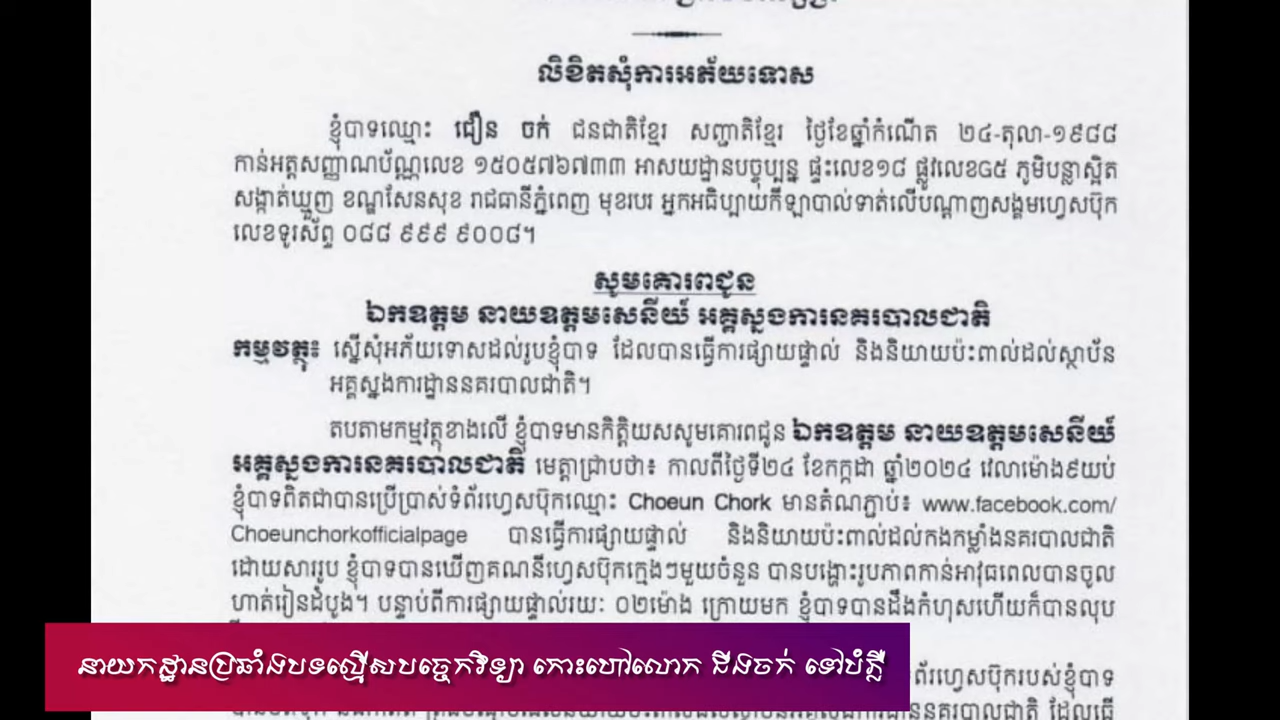 លិខិតសុំការអភ័យទោស
ខ្ញុំបាទឈ្មោះ ជឿន ចក់ ជនជាតិខ្មែរ សញ្ជាតិខ្មែរ ថ្ងៃខែឆ្នាំកំណើត ២៤-តុលា-១៩៨៨
កាន់អត្តសញ្ញាណប័ណ្ណលេខ ១៥០៥៧៦៧៣៣ អាសយដ្ឋានបច្ចុប្បន្ន ផ្ទះលេខ១៨ ផ្លូវលេខG៥ ភូមិបន្លាស្អិត
សង្កាត់ឃ្មួញ ខណ្ឌសែនសុខ រាជធានីភ្នំពេញ មុខរបរ អ្នកអធិប្បាយកីឡាបាល់ទាត់លើបណ្តាញសង្គមហ្វេសប៊ុក
លេខទូរស័ព្ទ ០៨៨ ៩៩៩ ៩០០៨។
សូមគោរពជូន
ឯកឧត្តម នាយឧត្តមសេនីយ៍ អគ្គស្នងការនគរបាលជាតិ
កម្មវត្ថុ៖ ស្នើសុំអភ័យទោសដល់រូបខ្ញុំបាទ ដែលបានធ្វើការផ្សាយផ្ទាល់ និងនិយាយប៉ះពាល់ដល់ស្ថាប័ន
អគ្គស្នងការដ្ឋាននគរបាលជាតិ។
តបតាមកម្មវត្ថុខាងលើ ខ្ញុំបាទមានកិត្តិយសសូមគោរពជូន ឯកឧត្តម នាយឧត្តមសេនីយ៍
អគ្គស្នងការនគរបាលជាតិ មេត្តាជ្រាបថា៖ កាលពីថ្ងៃទី២៤ ខែកក្កដា ឆ្នាំ២០២៤ វេលាម៉ោង៩យប់
ខ្ញុំបាទពិតជាបានប្រើប្រាស់ទំព័រហ្វេសប៊ុកឈ្មោះ Choeun Chork មានតំណភ្ជាប់៖ www.facebook.com/
Choeunchorkofficialpage បានធ្វើការផ្សាយផ្ទាល់ និងនិយាយប៉ះពាល់ដល់កងកម្លាំងនគរបាលជាតិ
ដោយសាររូប ខ្ញុំបាទបានឃើញគណនីហ្វេសប៊ុកក្មេងៗមួយចំនួន បានបង្ហោះរូបភាពកាន់អាវុធពេលបានចូល
ហាត់រៀនដំបូង។ បន្ទាប់ពីការផ្សាយផ្ទាល់រយៈ ០២ម៉ោង ក្រោយមក ខ្ញុំបាទបានដឹងកំហុសហើយក៏បានលុប
នាយកដ្ឋានប្រឆាំងបទល្មើសបច្ចេកវិទ្យា កោះហៅលោក ជឺងចក់ ទៅបំភ្លឺ
ព័រហ្វេសប៊ុករបស់ខ្ញុំបាទ